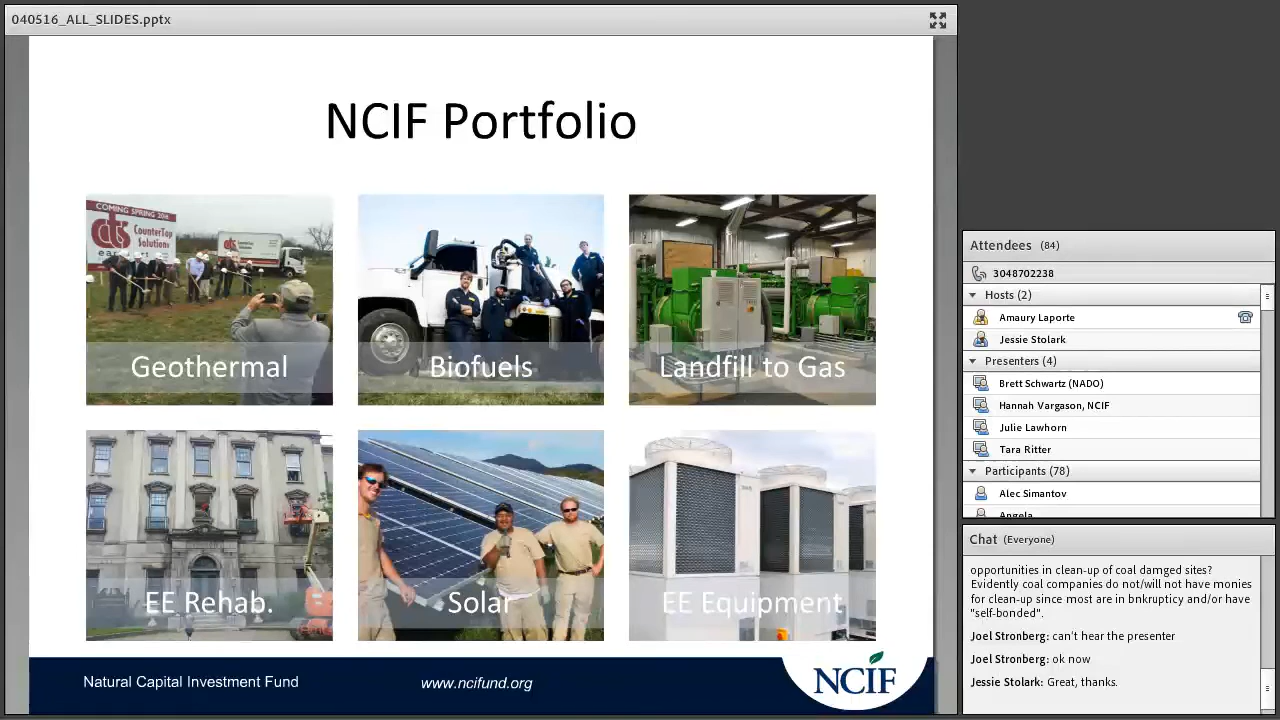 040516_ALL_SLIDES.pptx
NCIF Portfolio
COMING SPRING 2016
cts CounterTop
Solutions
cts
Geothermal
Biofuels
Landfill to Gas
EE Rehab.
Solar
EE Equipment
Natural Capital Investment Fund
www.ncifund.org
NCIF
Attendees (84)
3048702238
Hosts (2)
Amaury Laporte
Jessie Stolark
Presenters (4)
Brett Schwartz (NADO)
Hannah Vargason, NCIF
Julie Lawhorn
Tara Ritter
Participants (78)
Alec Simantov
Angela
Chat (Everyone)
opportunities in clean-up of coal damged sites?
Evidently coal companies do not/will not have monies
for clean-up since most are in bnkruptcy and/or have
"self-bonded".
Joel Stronberg: can't hear the presenter
Joel Stronberg: ok now
Jessie Stolark: Great, thanks.